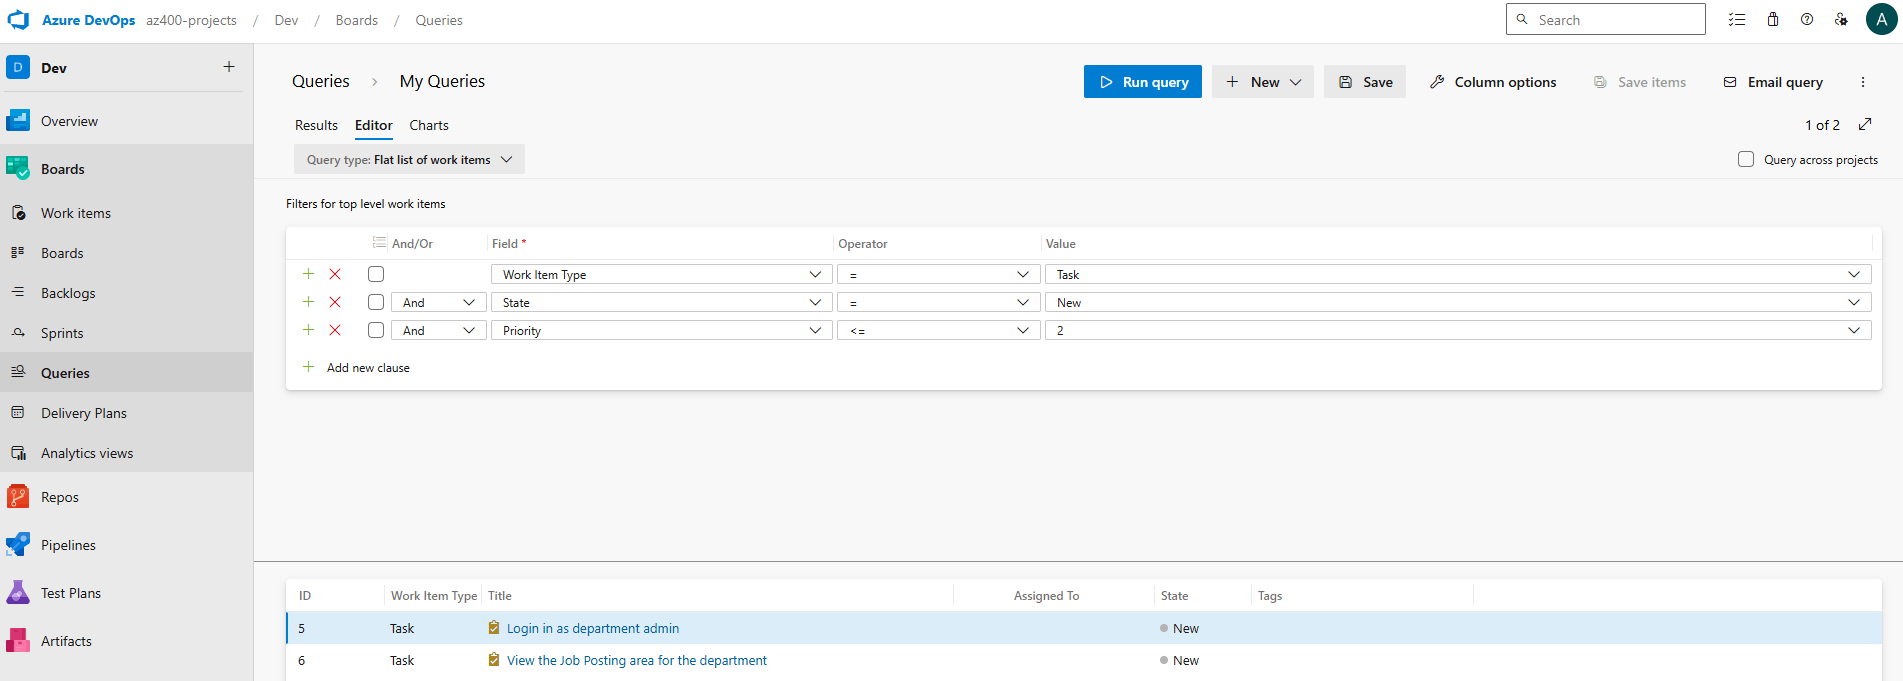 Azure DevOps az400-projects / Dev / Boards / Queries
Search
A
D Dev
Overview
Boards
Work items
Boards
Backlogs
Sprints
Queries
Delivery Plans
Analytics views
Repos
Pipelines
Test Plans
Artifacts
Queries > My Queries
Run query
New
Save
Column options
Save items
Email query
Results Editor Charts
1 of 2
Query type: Flat list of work items
Query across projects
Filters for top level work items
And/Or Field * Operator Value
Work Item Type = Task
And State = New
And Priority <= 2
Add new clause
ID Work Item Type Title Assigned To State Tags
5 Task Login in as department admin New
6 Task View the Job Posting area for the department New